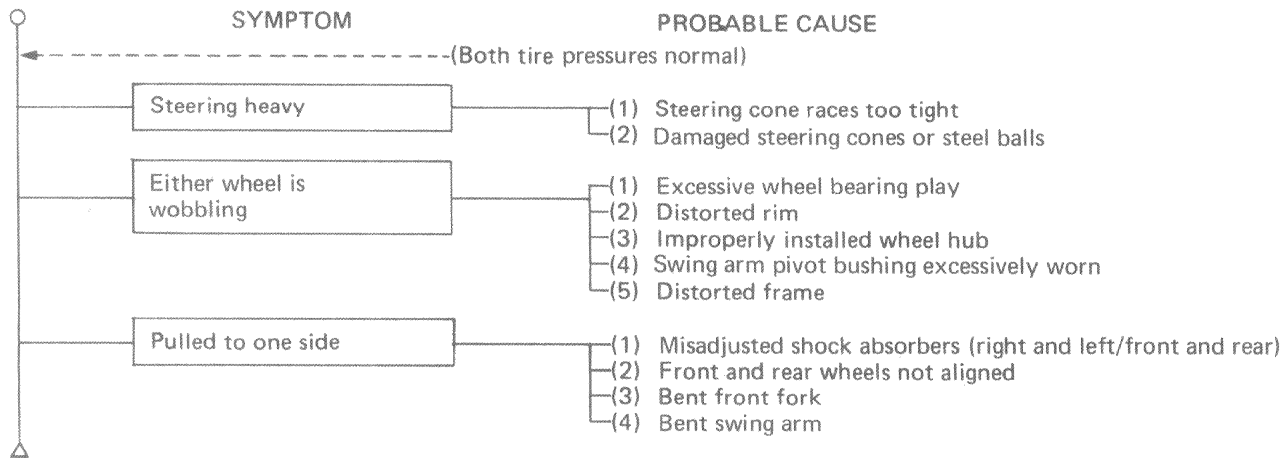 SYMPTOM PROBABLE CAUSE
(Both tire pressures normal)
Steering heavy
(1) Steering cone races too tight
(2) Damaged steering cones or steel balls
Either wheel is
wobbling
(1) Excessive wheel bearing play
(2) Distorted rim
(3) Improperly installed wheel hub
(4) Swing arm pivot bushing excessively worn
(5) Distorted frame
Pulled to one side
(1) Misadjusted shock absorbers (right and left/front and rear)
(2) Front and rear wheels not aligned
(3) Bent front fork
(4) Bent swing arm